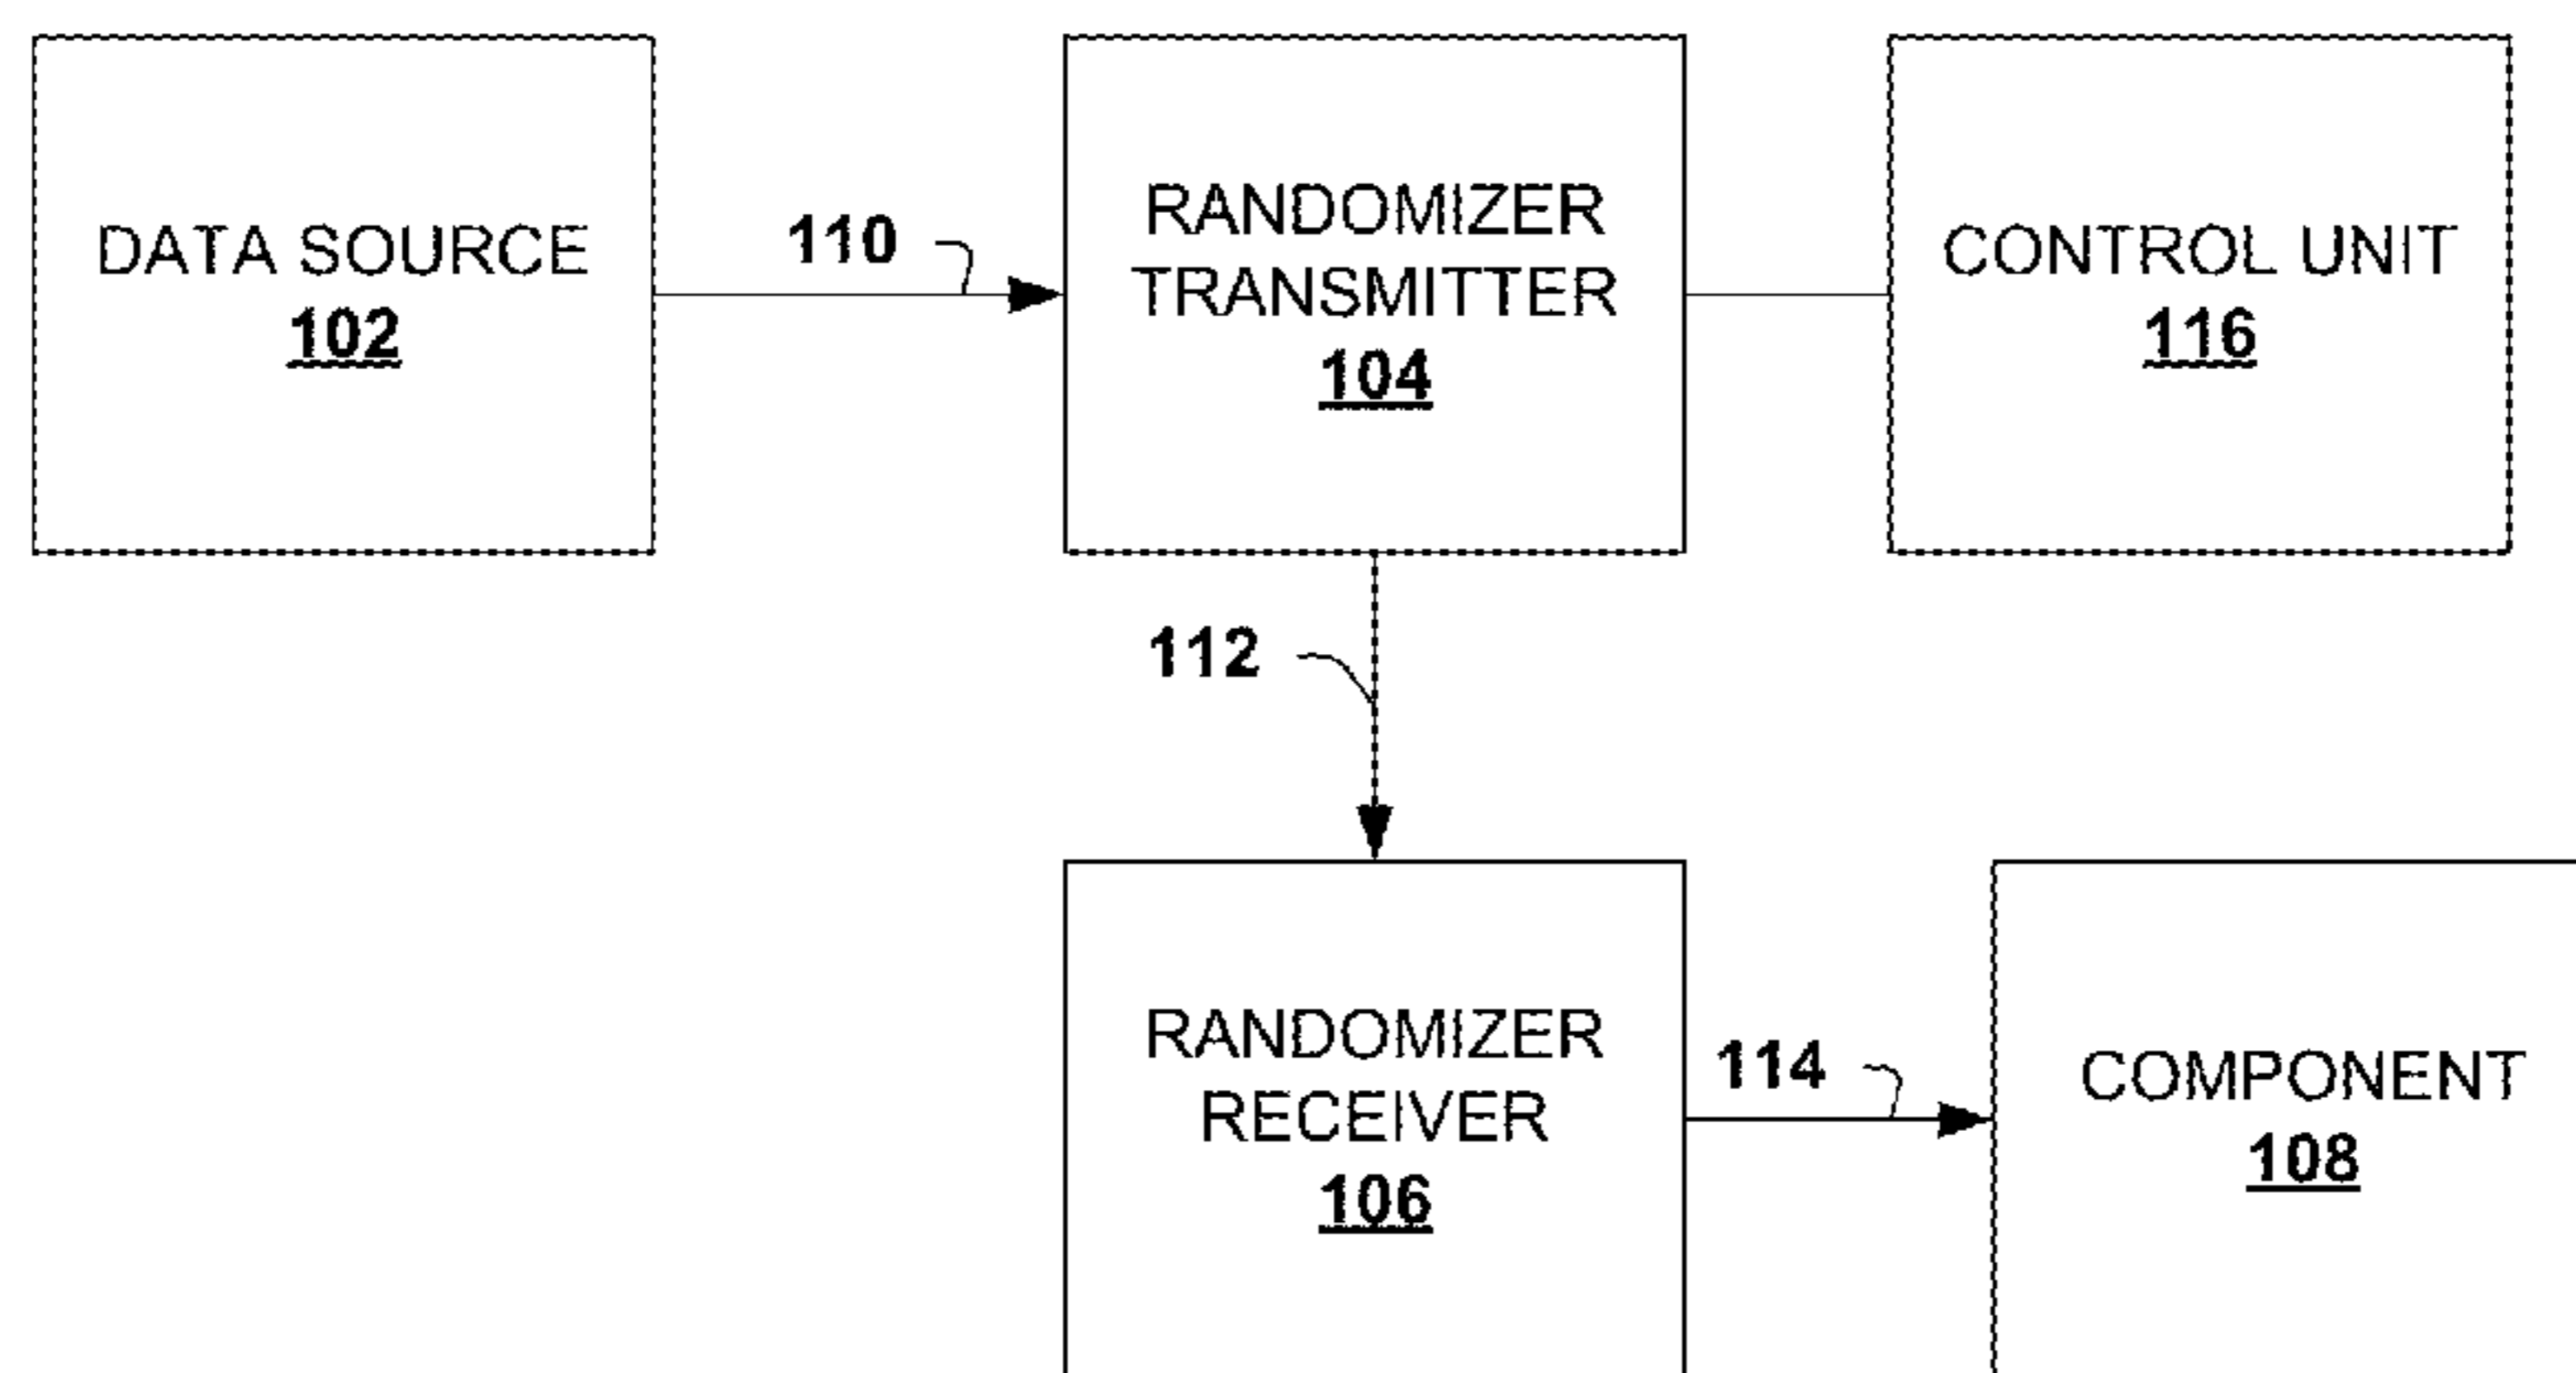 DATA SOURCE
102
110
RANDOMIZER
TRANSMITTER
104
CONTROL UNIT
116
112
RANDOMIZER
RECEIVER
106
114
COMPONENT
108